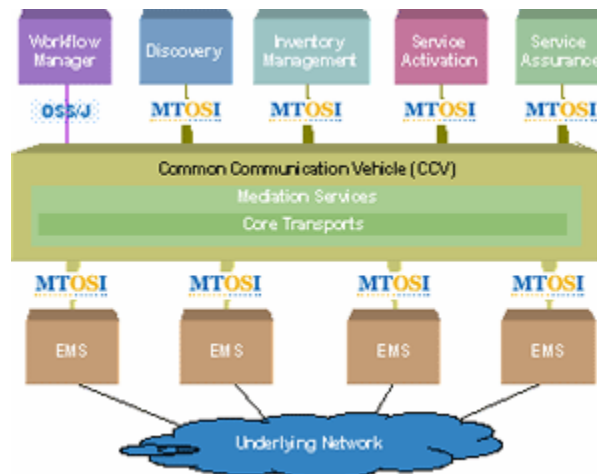 Workflow
Manager
Discovery
Inventory
Management
Service
Activation
Service
Assurance
OSS/J
MTOSI
MTOSI
MTOSI
MTOSI
Common Communication Vehicle (CCV)
Mediation Services
Core Transports
MTOSI
MTOSI
MTOSI
MTOSI
EMS
EMS
EMS
EMS
Underlying Network